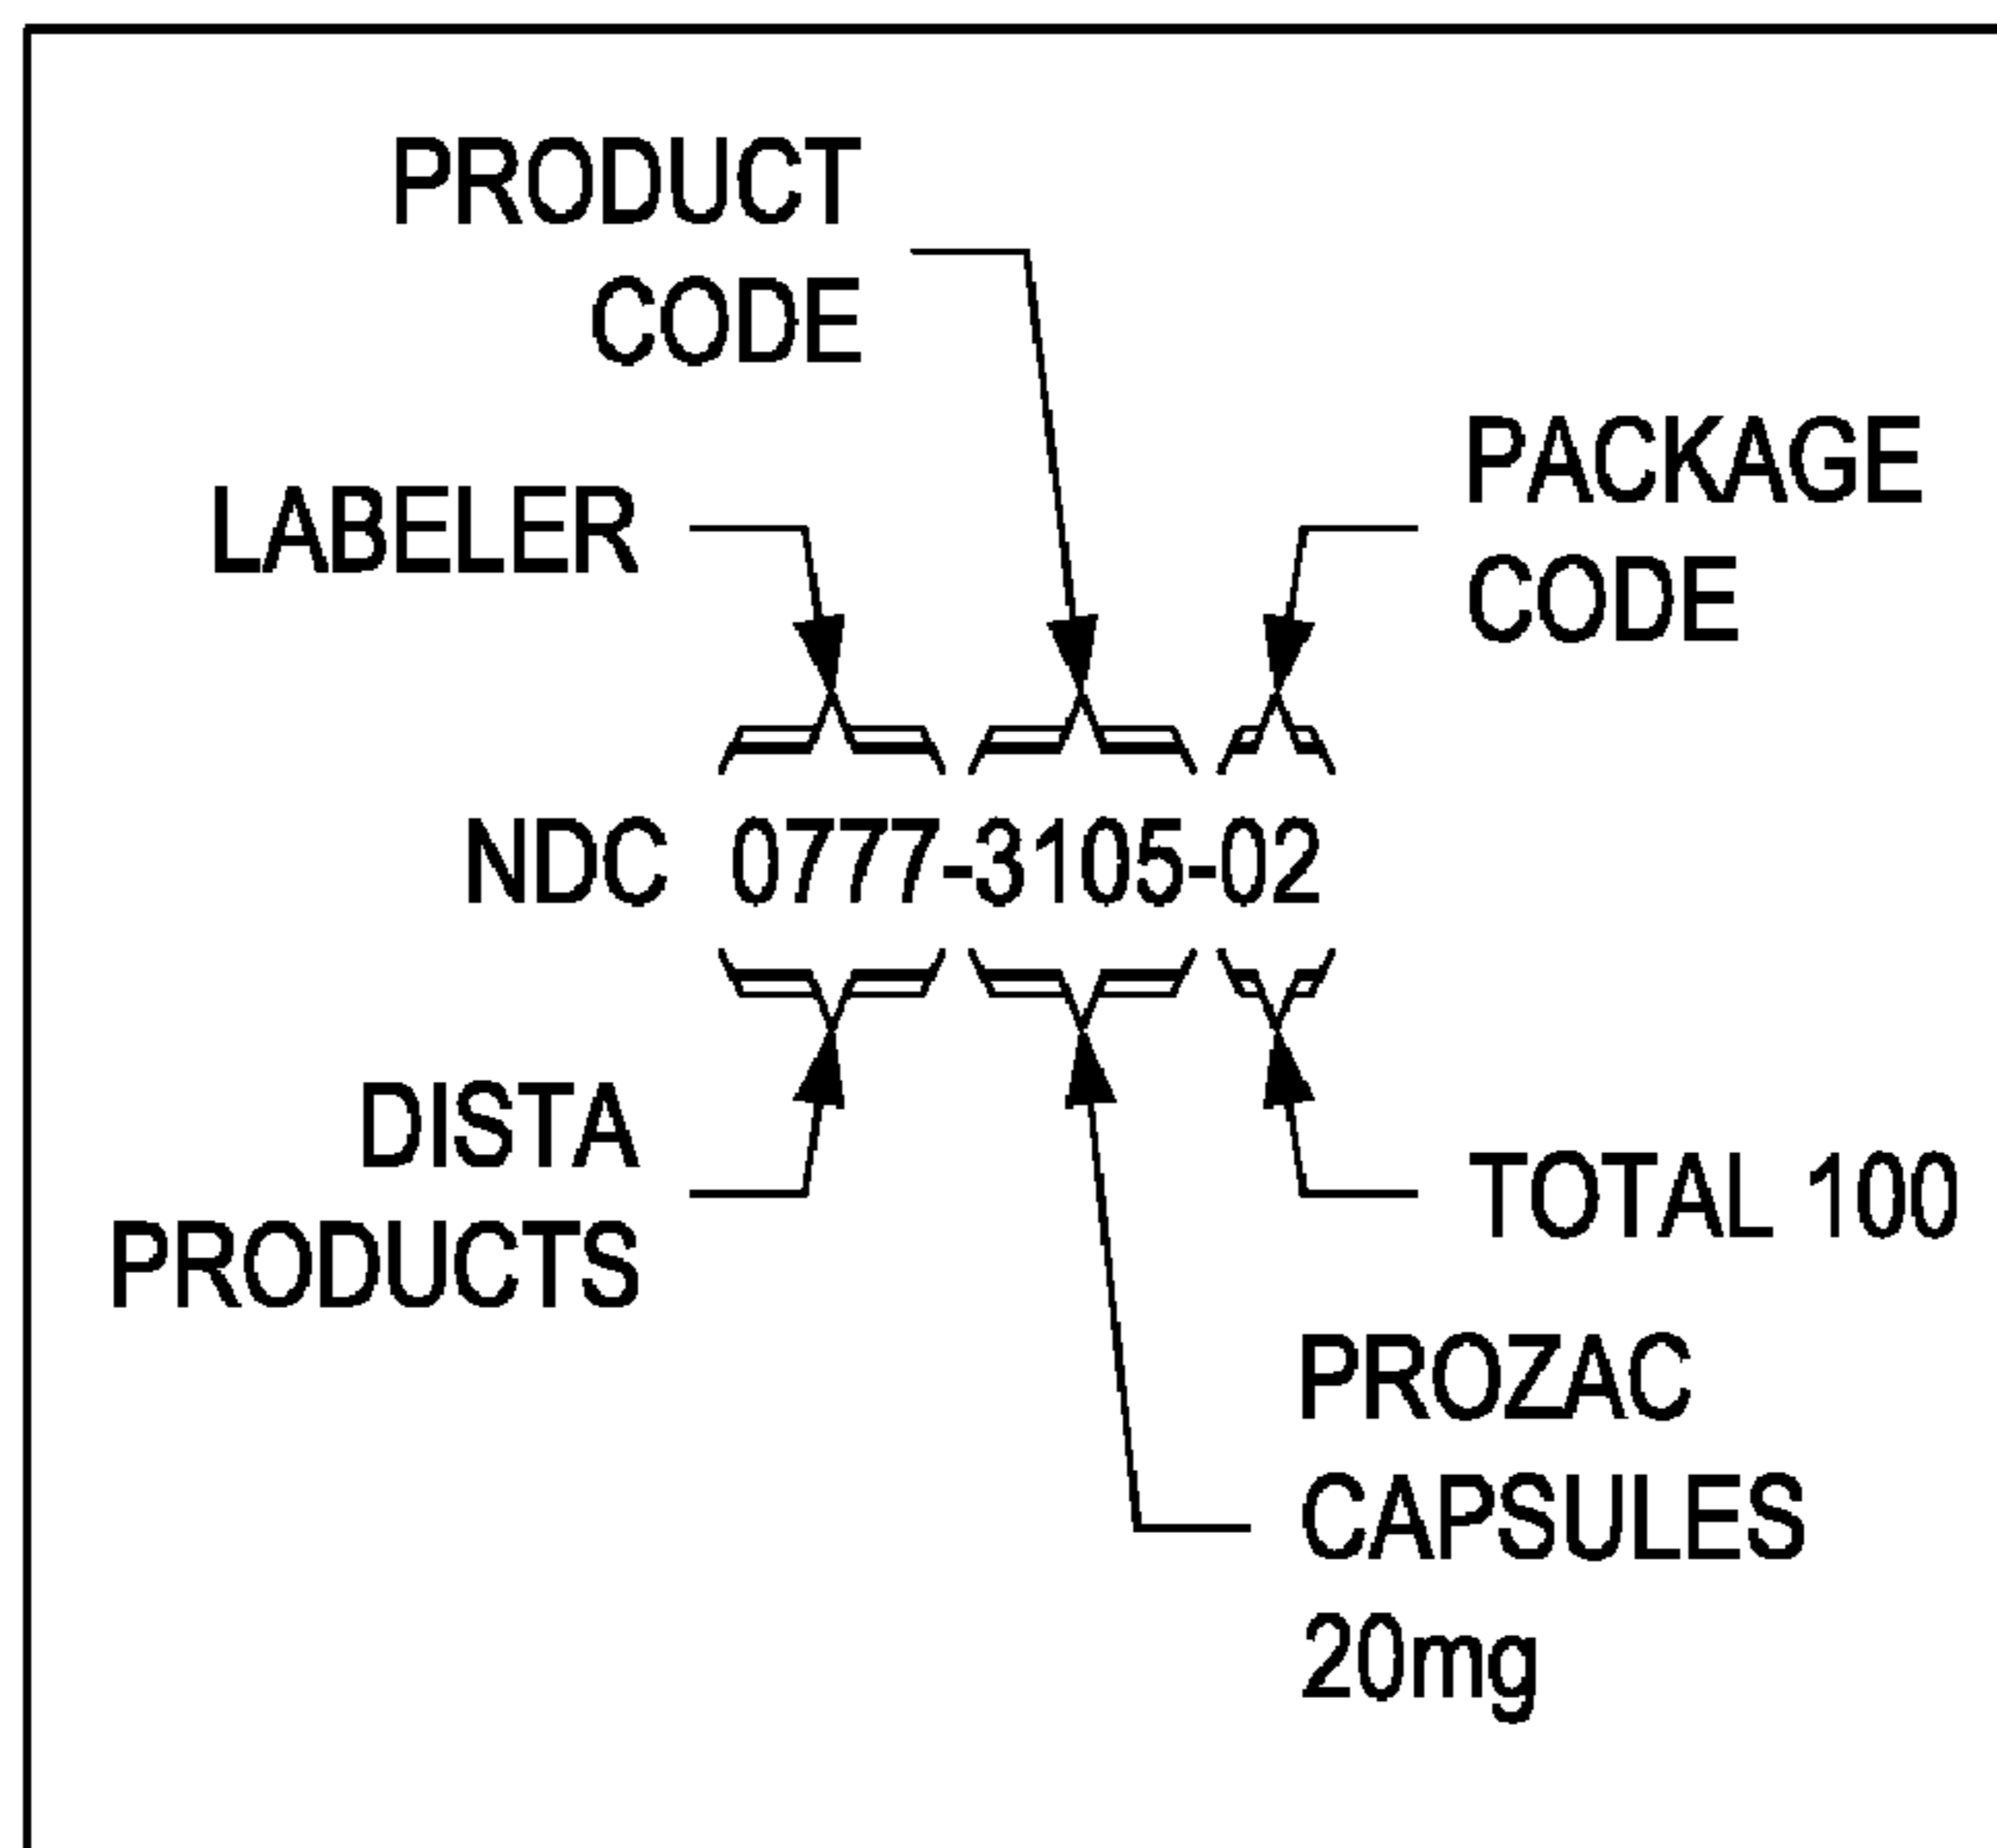 PRODUCT
CODE
LABELER
PACKAGE
CODE
NDC 0777-3105-02
DISTA
PRODUCTS
TOTAL 100
PROZAC
CAPSULES
20mg